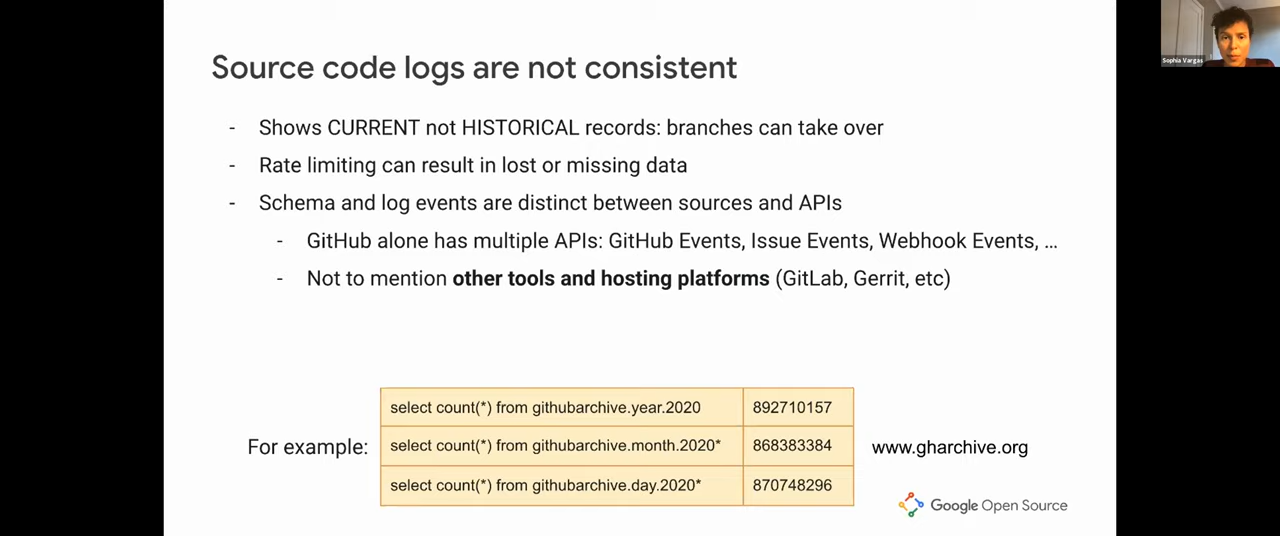 Source code logs are not consistent
- Shows CURRENT not HISTORICAL records: branches can take over
- Rate limiting can result in lost or missing data
- Schema and log events are distinct between sources and APIs
- GitHub alone has multiple APIs: GitHub Events, Issue Events, Webhook Events, ...
- Not to mention other tools and hosting platforms (GitLab, Gerrit, etc)
For example:
select count(*) from githubarchive.year.2020 892710157
select count(*) from githubarchive.month.2020* 868383384
select count(*) from githubarchive.day.2020* 870748296
www.gharchive.org
Google Open Source
Sophia Vargas